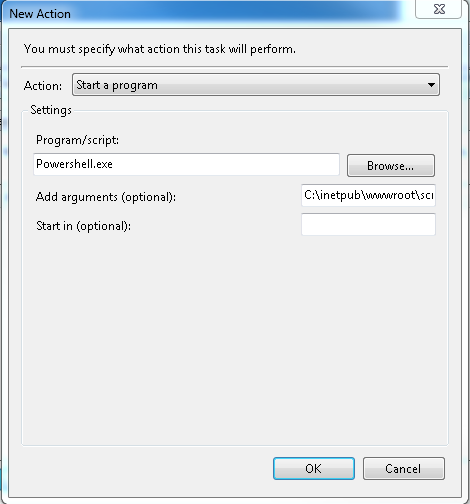 New Action
You must specify what action this task will perform.
Action: Start a program
Settings
Program/script:
Powershell.exe Browse...
Add arguments (optional): C:\inetpub\wwwroot\scr
Start in (optional):
OK Cancel